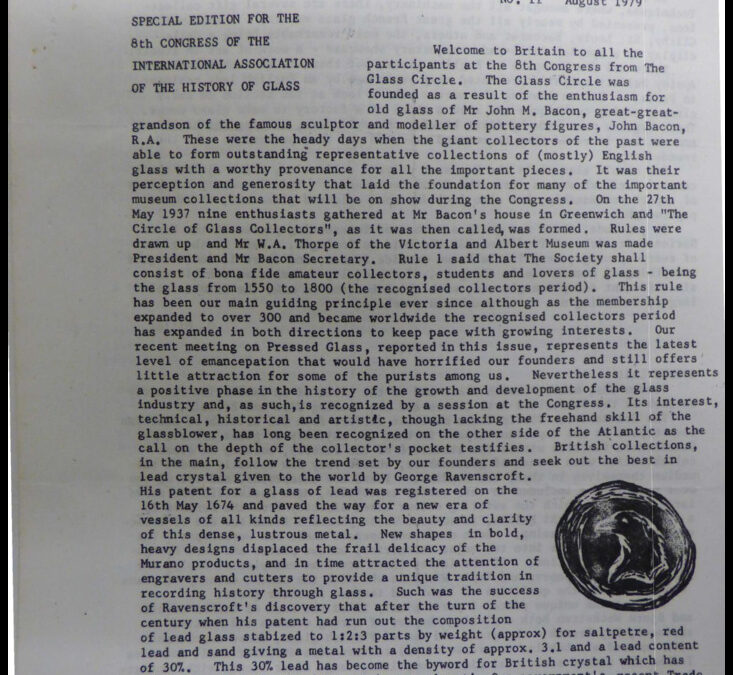 No. 11 August 1979
SPECIAL EDITION FOR THE
8th CONGRESS OF THE
INTERNATIONAL ASSOCIATION
OF THE HISTORY OF GLASS
Welcome to Britain to all the
participants at the 8th Congress from The
Glass Circle. The Glass Circle was
founded as a result of the enthusiasm for
old glass of Mr John M. Bacon, great-great-
grandson of the famous sculptor and modeller of pottery figures, John Bacon,
R.A. These were the heady days when the giant collectors of the past were
able to form outstanding representative collections of (mostly) English
glass with a worthy provenance for all the important pieces. It was their
perception and generosity that laid the foundation for many of the important
museum collections that will be on show during the Congress. On the 27th
May 1937 nine enthusiasts gathered at Mr Bacon's house in Greenwich and "The
Circle of Glass Collectors", as it was then called, was formed. Rules were
drawn up and Mr W.A. Thorpe of the Victoria and Albert Museum was made
President and Mr Bacon Secretary. Rule 1 said that The Society shall
consist of bona fide amateur collectors, students and lovers of glass - being
the glass from 1550 to 1800 (the recognised collectors period). This rule
has been our main guiding principle ever since although as the membership
expanded to over 300 and became worldwide the recognised collectors period
has expanded in both directions to keep pace with growing interests. Our
recent meeting on Pressed Glass, reported in this issue, represents the latest
level of emancepation that would have horrified our founders and still offers
little attraction for some of the purists among us. Nevertheless it represents
a positive phase in the history of the growth and development of the glass
industry and, as such, is recognized by a session at the Congress. Its interest,
technical, historical and artistic, though lacking the freehand skill of the
glassblower, has long been recognized on the other side of the Atlantic as the
call on the depth of the collector's pocket testifies. British collections,
in the main, follow the trend set by our founders and seek out the best in
lead crystal given to the world by George Ravenscroft.
His patent for a glass of lead was registered on the
16th May 1674 and paved the way for a new era of
vessels of all kinds reflecting the beauty and clarity
of this dense, lustrous metal. New shapes in bold,
heavy designs displaced the frail delicacy of the
Murano products, and in time attracted the attention of
engravers and cutters to provide a unique tradition in
recording history through glass. Such was the success
of Ravenscroft's discovery that after the turn of the
century when his patent had run out the composition
of lead glass stabized to 1:2:3 parts by weight (approx) for saltpetre, red
lead and sand giving a metal with a density of approx. 3.1 and a lead content
of 30%. This 30% lead has become the byword for British crystal which has
recent Trade